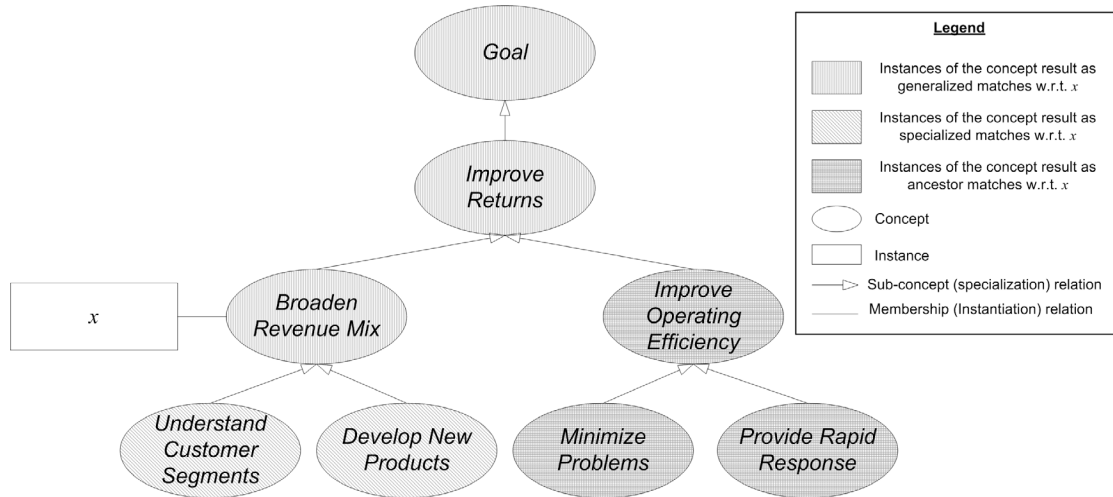 Goal
Improve
Returns
x
Broaden
Revenue Mix
Improve
Operating
Efficiency
Understand
Customer
Segments
Develop New
Products
Minimize
Problems
Provide Rapid
Response
Legend
Instances of the concept result as
generalized matches w.r.t. x
Instances of the concept result as
specialized matches w.r.t. x
Instances of the concept result as
ancestor matches w.r.t. x
Concept
Instance
Sub-concept (specialization) relation
Membership (Instantiation) relation